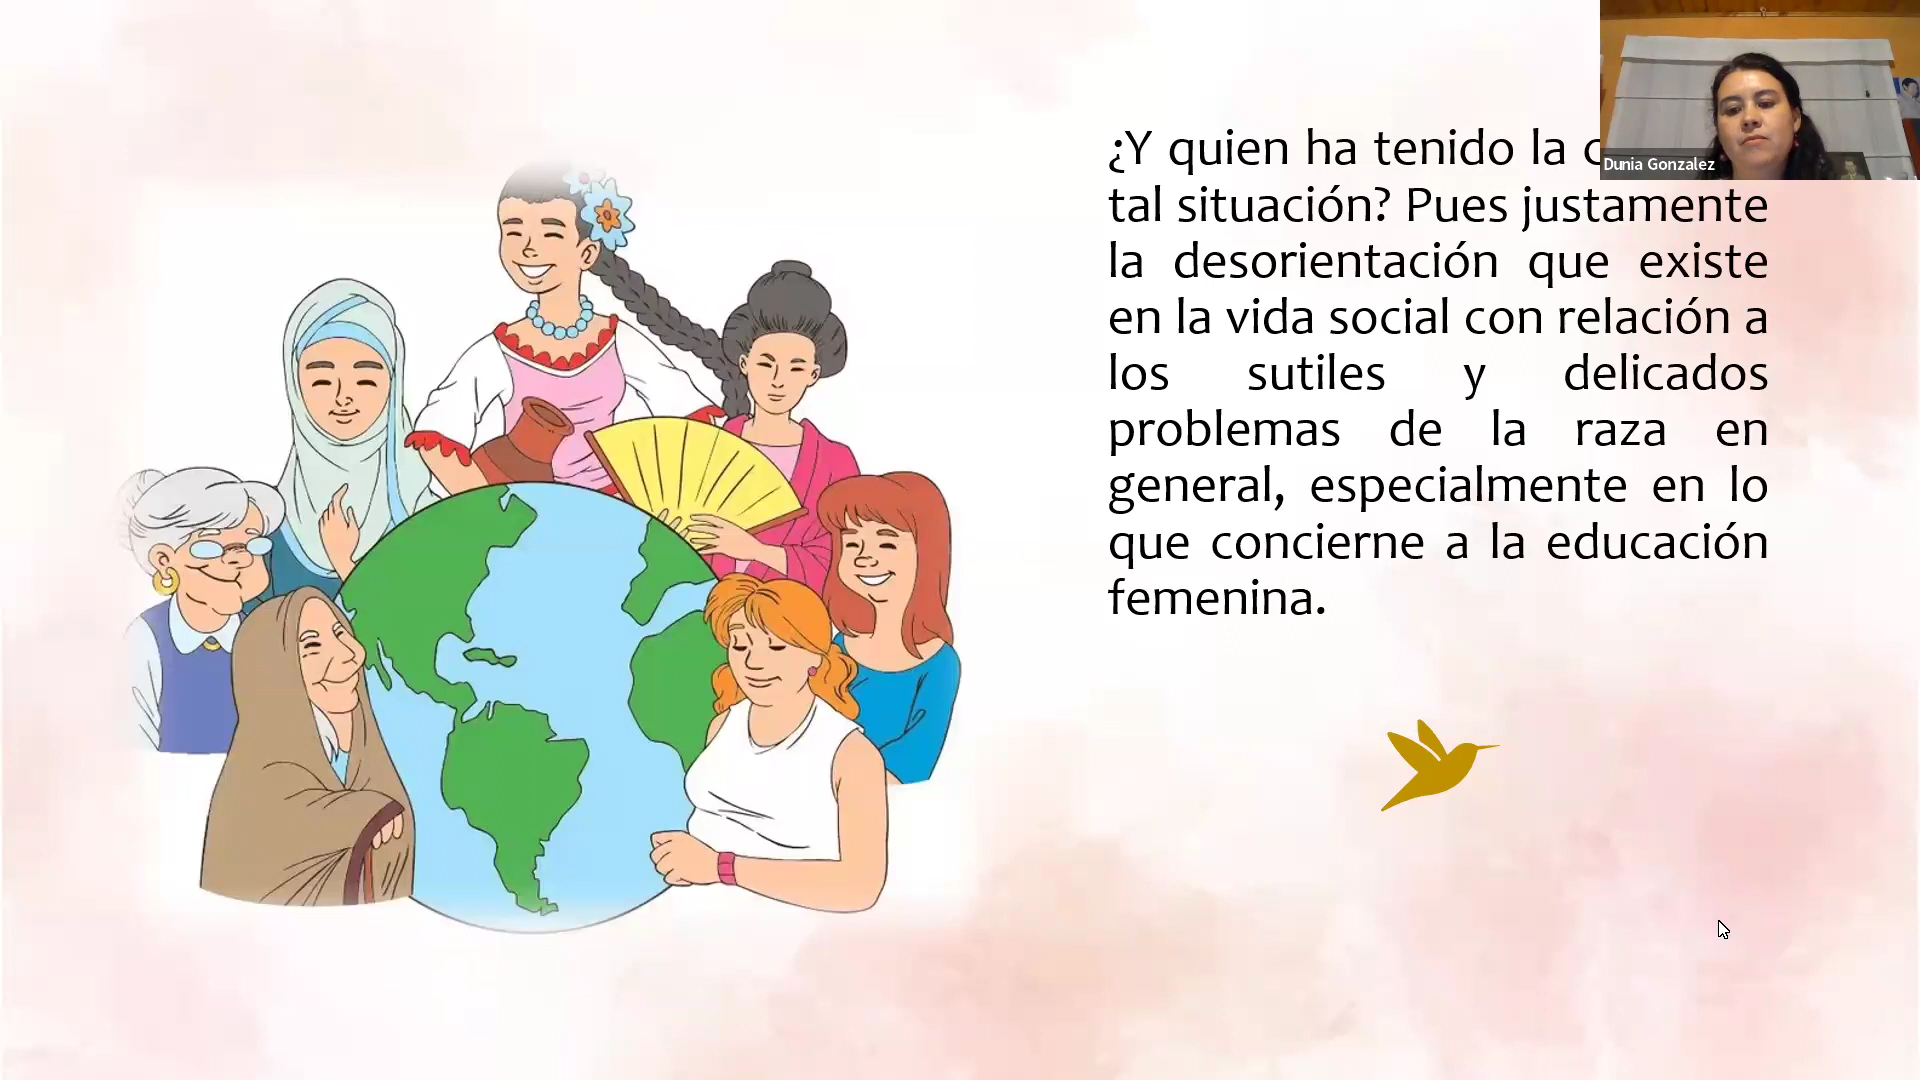 ¿Y quien ha tenido la
Dunia Gonzalez
tal situación? Pues justamente
la desorientación que existe
en la vida social con relación a
los sutiles y delicados
problemas de la raza en
general, especialmente en lo
que concierne a la educación
femenina.